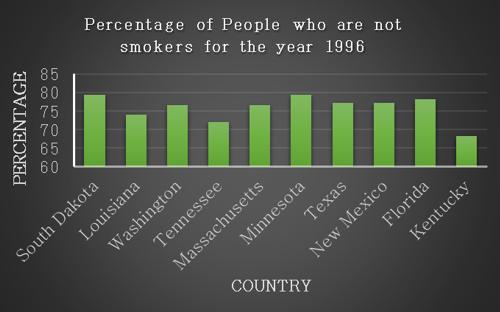 Percentage of People who are not
smokers for the year 1996
PERCENTAGE
85
80
75
70
65
60
South Dakota
Louisiana
Washington
Tennessee
Massachusetts
Minnesota
Texas
New Mexico
Florida
Kentucky
COUNTRY